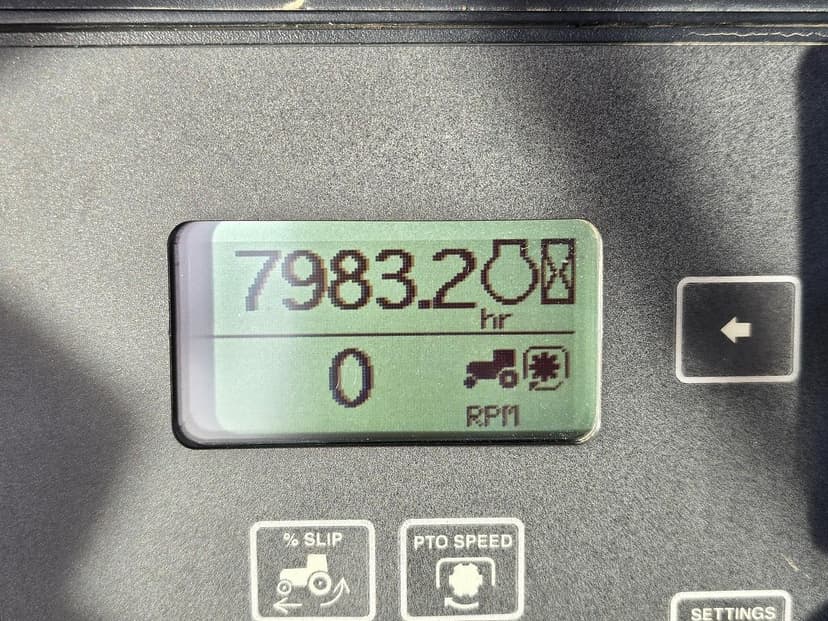 7983.2
hr
0
RPM
% SLIP
PTO SPEED
SETTINGS